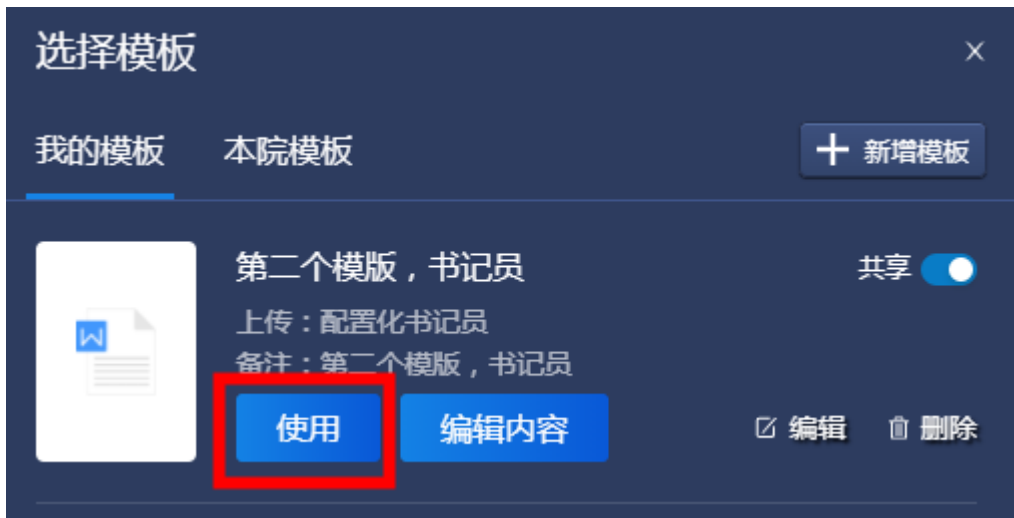 选择模板
我的模板 本院模板 新增模板
第二个模版，书记员 共享
上传：配置化书记员
备注：第二个模版，书记员
使用 编辑内容 编辑 删除